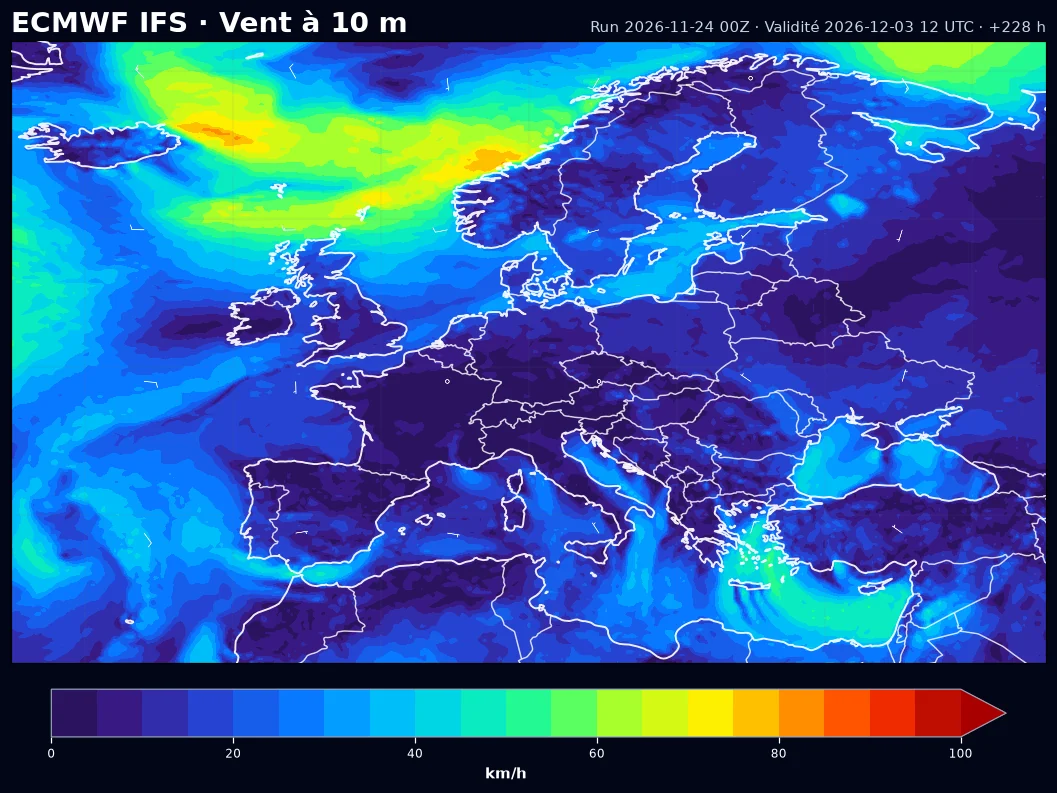 ECMWF IFS · Vent à 10 m
Run 2026-11-24 00Z · Validité 2026-12-03 12 UTC · +228 h
0 20 40 60 80 100
km/h